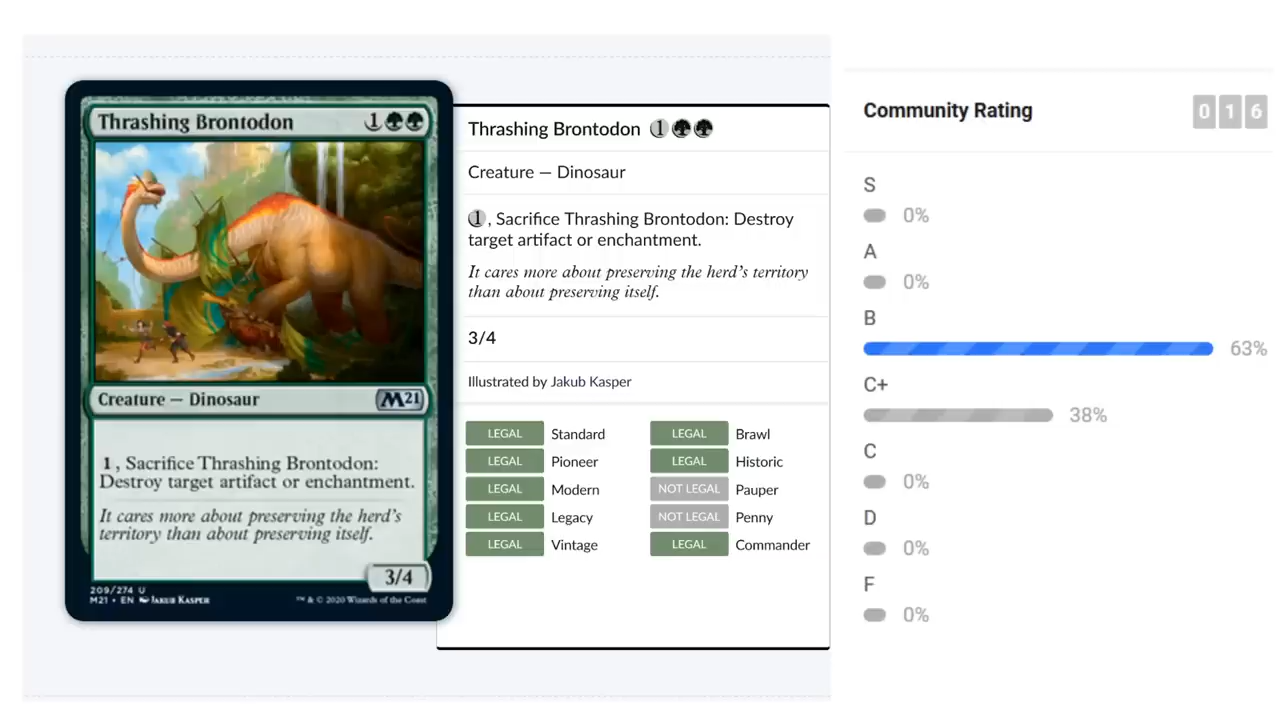 Thrashing Brontodon 1
Creature — Dinosaur
M21
1, Sacrifice Thrashing Brontodon:
Destroy target artifact or enchantment.
It cares more about preserving the herd's
territory than about preserving itself.
3/4
209/274 U
M21 • EN Jakub Kasper
™ & © 2020 Wizards of the Coast
Thrashing Brontodon 1
Creature — Dinosaur
1, Sacrifice Thrashing Brontodon: Destroy
target artifact or enchantment.
It cares more about preserving the herd's territory
than about preserving itself.
3/4
Illustrated by Jakub Kasper
LEGAL Standard LEGAL Brawl
LEGAL Pioneer LEGAL Historic
LEGAL Modern NOT LEGAL Pauper
LEGAL Legacy NOT LEGAL Penny
LEGAL Vintage LEGAL Commander
Community Rating 0 1 6
S
0%
A
0%
B
63%
C+
38%
C
0%
D
0%
F
0%